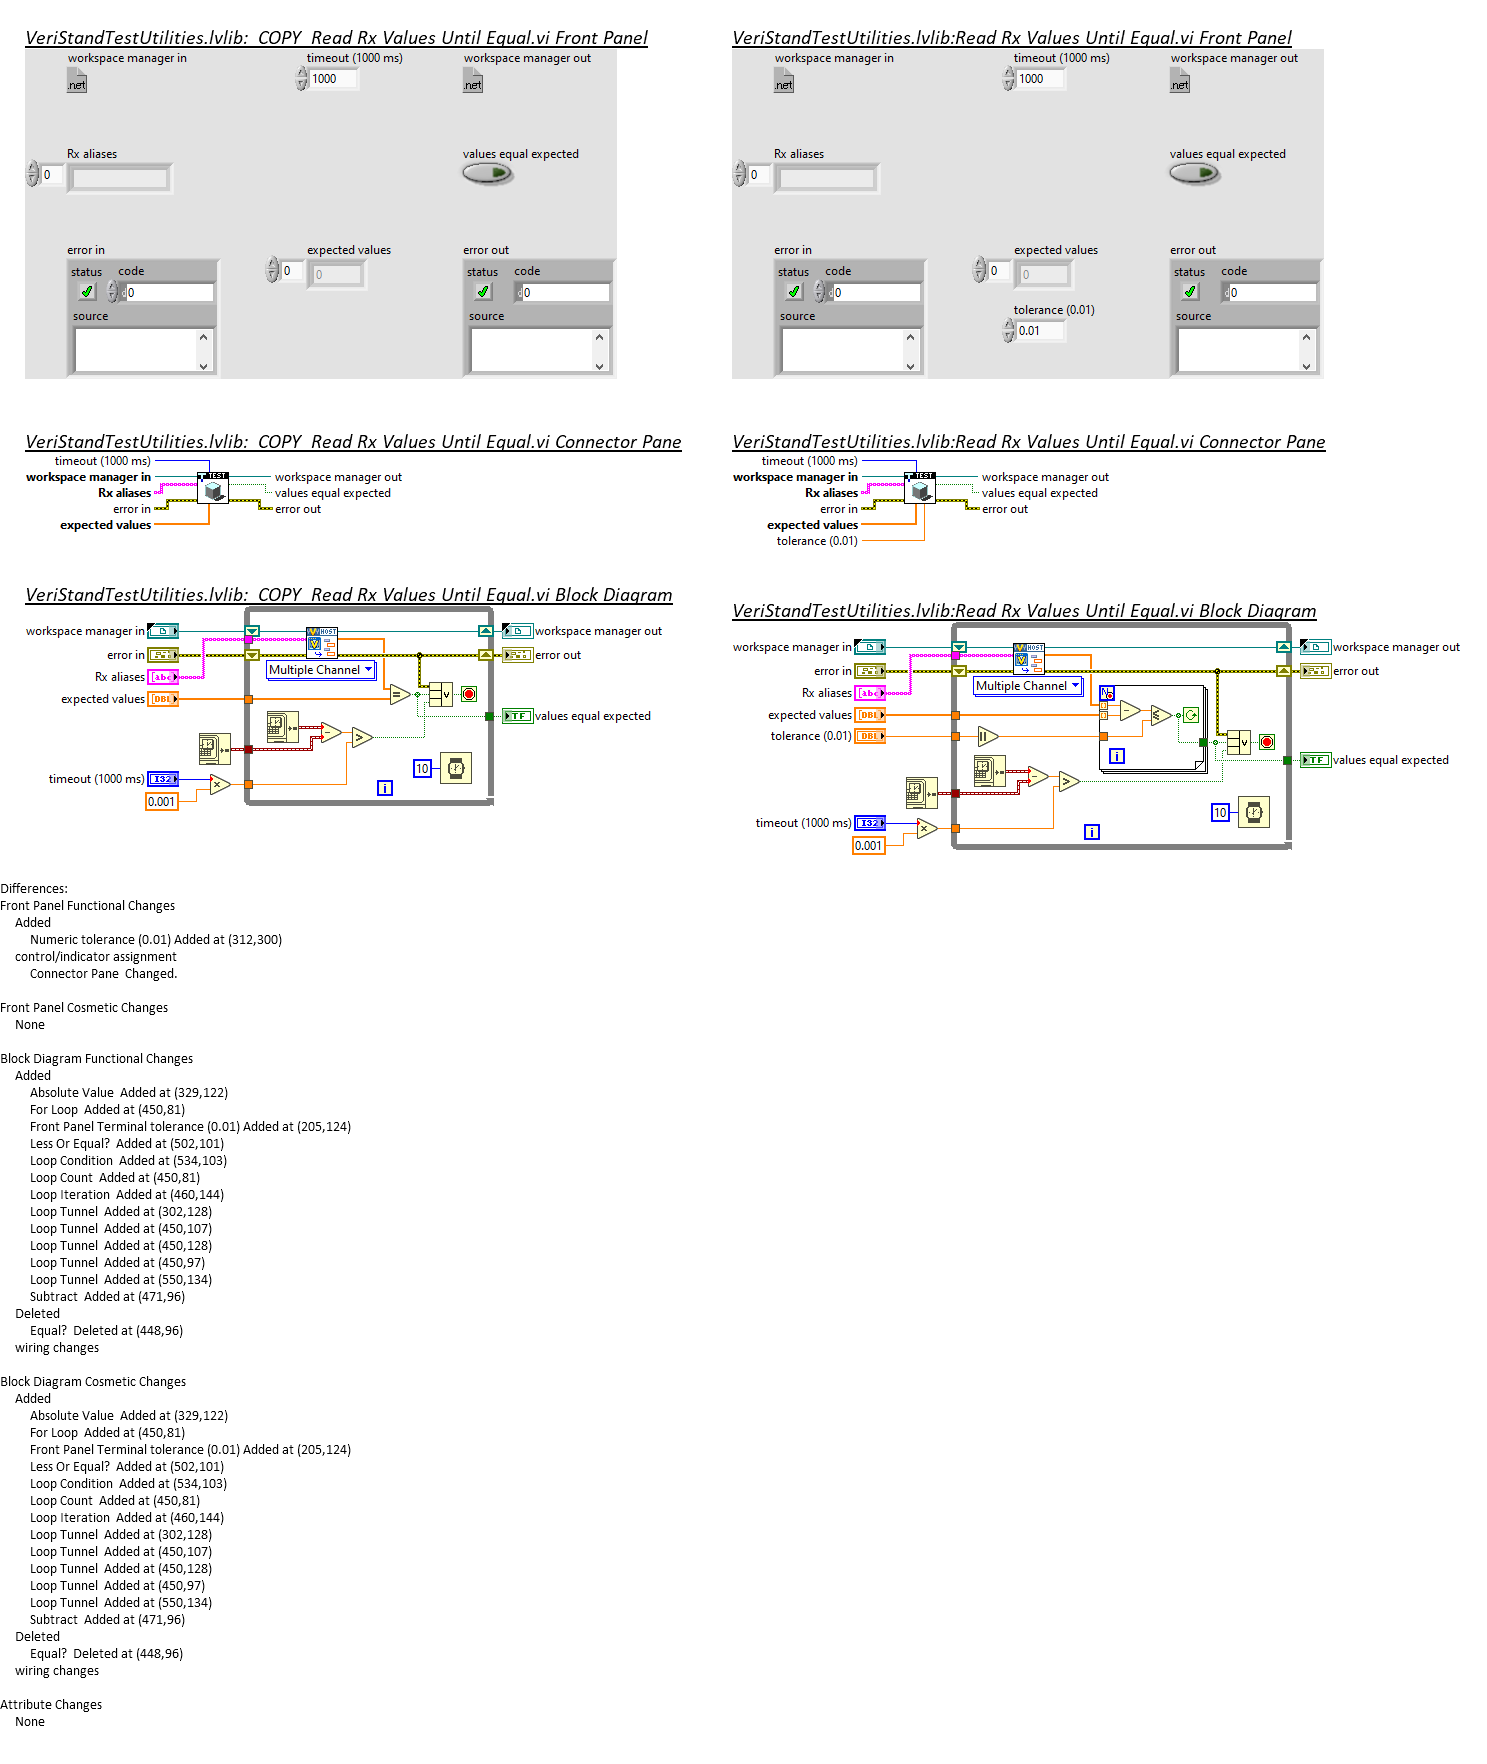 VeriStandTestUtilities.lvlib:  COPY  Read Rx Values Until Equal.vi Front Panel
workspace manager in
timeout (1000 ms)
workspace manager out
.net
1000
.net
Rx aliases
values equal expected
0
error in
expected values
error out
status code
0
0
status code
0
0
source
source
VeriStandTestUtilities.lvlib:Read Rx Values Until Equal.vi Front Panel
workspace manager in
timeout (1000 ms)
workspace manager out
.net
1000
.net
Rx aliases
values equal expected
0
error in
expected values
error out
status code
0
0
status code
0
0
tolerance (0.01)
source
source
0.01
VeriStandTestUtilities.lvlib:  COPY  Read Rx Values Until Equal.vi Connector Pane
timeout (1000 ms)
TEST
workspace manager in
workspace manager out
Rx aliases
values equal expected
error in
error out
expected values
VeriStandTestUtilities.lvlib:Read Rx Values Until Equal.vi Connector Pane
timeout (1000 ms)
TEST
workspace manager in
workspace manager out
Rx aliases
values equal expected
error in
error out
expected values
tolerance (0.01)
VeriStandTestUtilities.lvlib:  COPY  Read Rx Values Until Equal.vi Block Diagram
workspace manager in
HOST
workspace manager out
error in
error out
Multiple Channel
Rx aliases
abc
expected values
DBL
=
V
TF
values equal expected
-
>
timeout (1000 ms)
I32
x
10
i
0.001
VeriStandTestUtilities.lvlib:Read Rx Values Until Equal.vi Block Diagram
workspace manager in
HOST
workspace manager out
error in
error out
Multiple Channel
Rx aliases
abc
N
expected values
DBL
-
≤
tolerance (0.01)
DBL
V
i
TF
values equal expected
-
>
timeout (1000 ms)
I32
x
10
i
0.001
Differences:
Front Panel Functional Changes
Added
Numeric tolerance (0.01) Added at (312,300)
control/indicator assignment
Connector Pane  Changed.
Front Panel Cosmetic Changes
None
Block Diagram Functional Changes
Added
Absolute Value  Added at (329,122)
For Loop  Added at (450,81)
Front Panel Terminal tolerance (0.01) Added at (205,124)
Less Or Equal?  Added at (502,101)
Loop Condition  Added at (534,103)
Loop Count  Added at (450,81)
Loop Iteration  Added at (460,144)
Loop Tunnel  Added at (302,128)
Loop Tunnel  Added at (450,107)
Loop Tunnel  Added at (450,128)
Loop Tunnel  Added at (450,97)
Loop Tunnel  Added at (550,134)
Subtract  Added at (471,96)
Deleted
Equal?  Deleted at (448,96)
wiring changes
Block Diagram Cosmetic Changes
Added
Absolute Value  Added at (329,122)
For Loop  Added at (450,81)
Front Panel Terminal tolerance (0.01) Added at (205,124)
Less Or Equal?  Added at (502,101)
Loop Condition  Added at (534,103)
Loop Count  Added at (450,81)
Loop Iteration  Added at (460,144)
Loop Tunnel  Added at (302,128)
Loop Tunnel  Added at (450,107)
Loop Tunnel  Added at (450,128)
Loop Tunnel  Added at (450,97)
Loop Tunnel  Added at (550,134)
Subtract  Added at (471,96)
Deleted
Equal?  Deleted at (448,96)
wiring changes
Attribute Changes
None